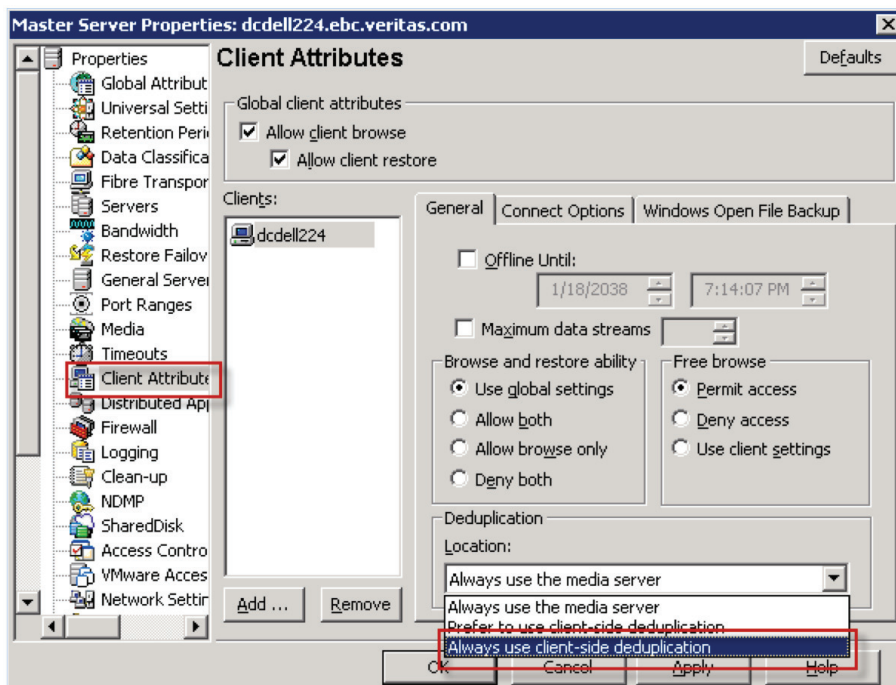 Master Server Properties: dcdell224.ebc.veritas.com
Properties
Global Attribut
Universal Setti
Retention Peri
Data Classifica
Fibre Transpor
Servers
Bandwidth
Restore Failov
General Server
Port Ranges
Media
Timeouts
Client Attribute
Distributed App
Firewall
Logging
Clean-up
NDMP
SharedDisk
Access Contro
VMware Acces
Network Settin
Client Attributes
Defaults
Global client attributes
Allow client browse
Allow client restore
Clients:
dcdell224
Add ...
Remove
General
Connect Options
Windows Open File Backup
Offline Until:
1/18/2038
7:14:07 PM
Maximum data streams
Browse and restore ability
Use global settings
Allow both
Allow browse only
Deny both
Free browse
Permit access
Deny access
Use client settings
Deduplication
Location:
Always use the media server
Always use the media server
Prefer to use client-side deduplication
Always use client-side deduplication
OK
Cancel
Apply
Help